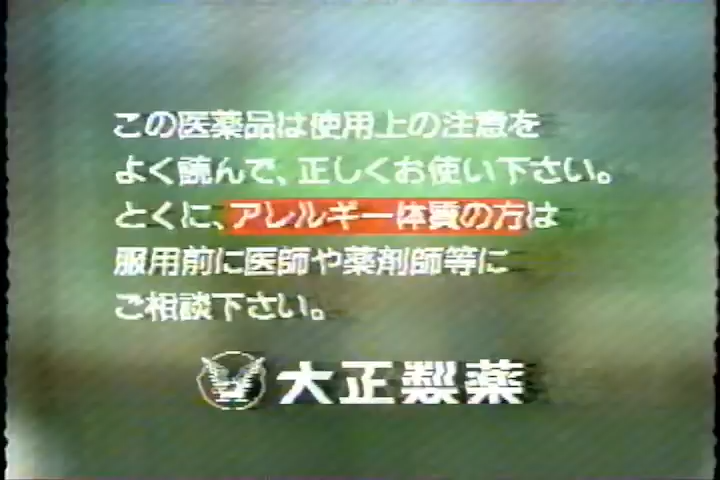 この医薬品は使用上の注意を
よく読んで、正しくお使い下さい。
とくに、アレルギー体質の方は
服用前に医師や薬剤師等に
ご相談下さい。
大正製薬